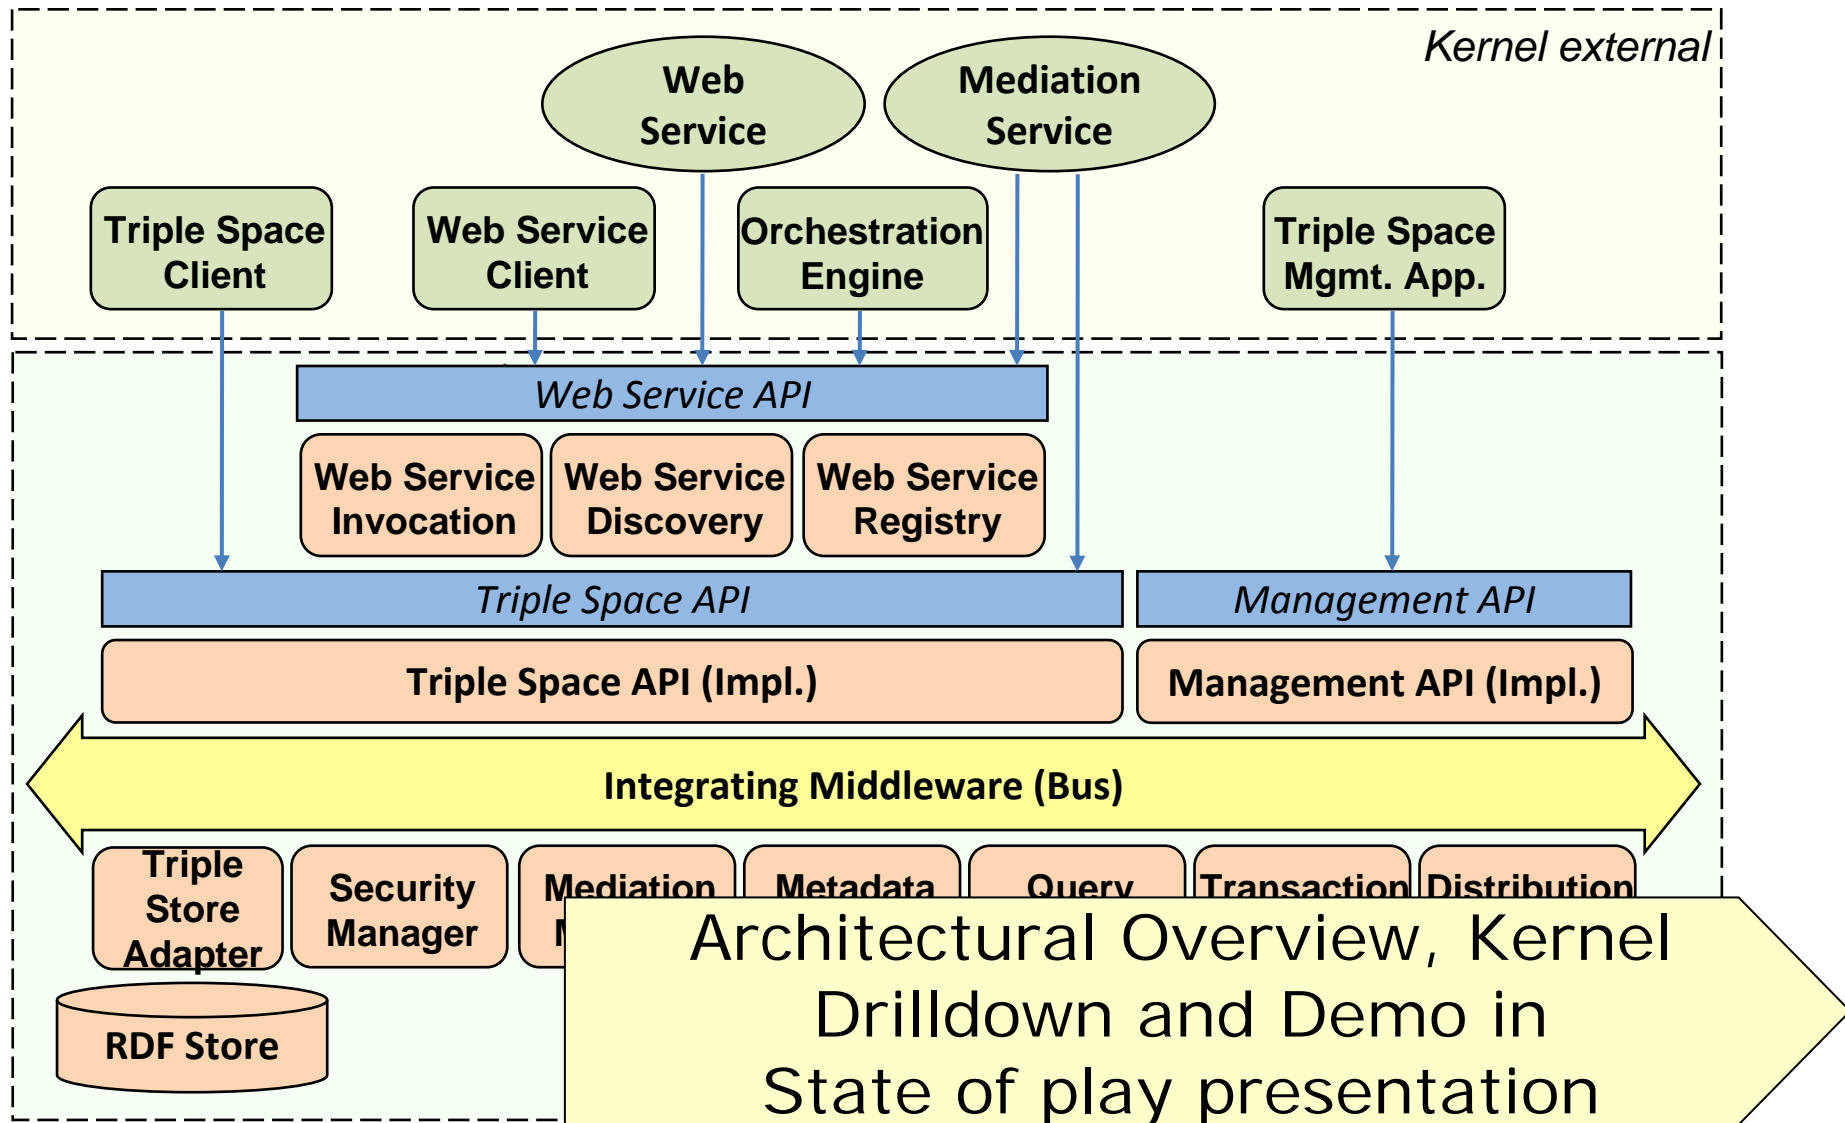 Kernel external
Web
Service
Mediation
Service
Triple Space
Client
Web Service
Client
Orchestration
Engine
Triple Space
Mgmt. App.
Web Service API
Web Service
Invocation
Web Service
Discovery
Web Service
Registry
Triple Space API
Management API
Triple Space API (Impl.)
Management API (Impl.)
Integrating Middleware (Bus)
Triple
Store
Adapter
Security
Manager
Mediation
Metadata
Query
Transaction
Distribution
RDF Store
Architectural Overview, Kernel
Drilldown and Demo in
State of play presentation